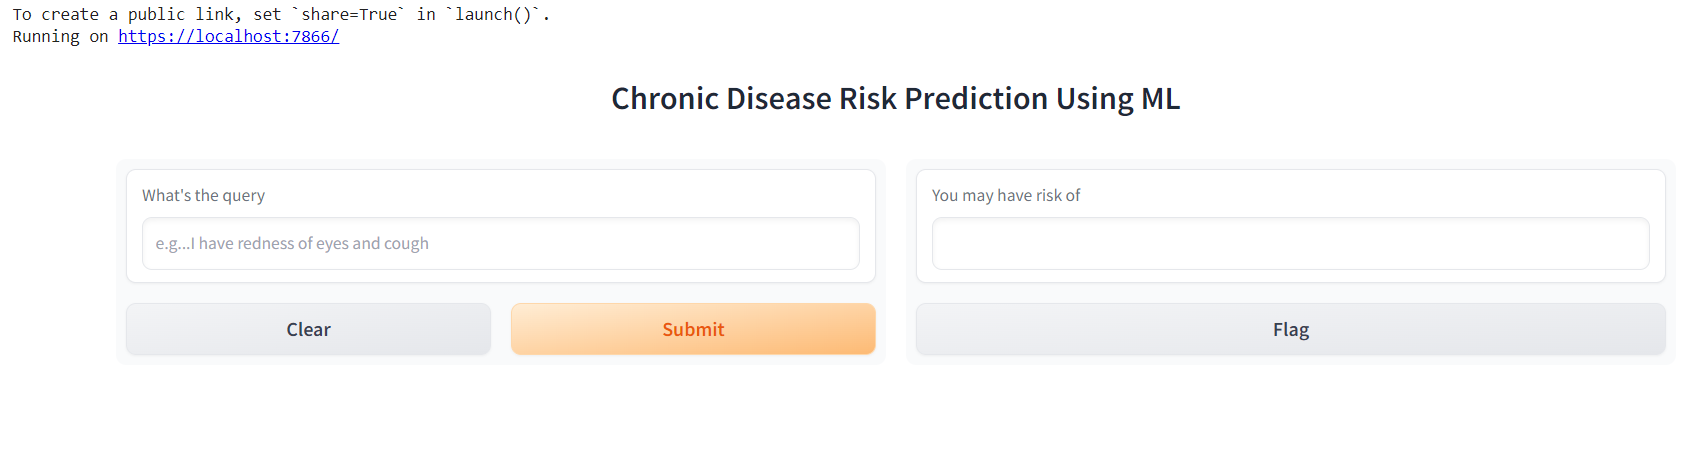 To create a public link, set `share=True` in `launch()`.
Running on https://localhost:7866/
Chronic Disease Risk Prediction Using ML
What's the query
e.g...I have redness of eyes and cough
Clear
Submit
You may have risk of
Flag